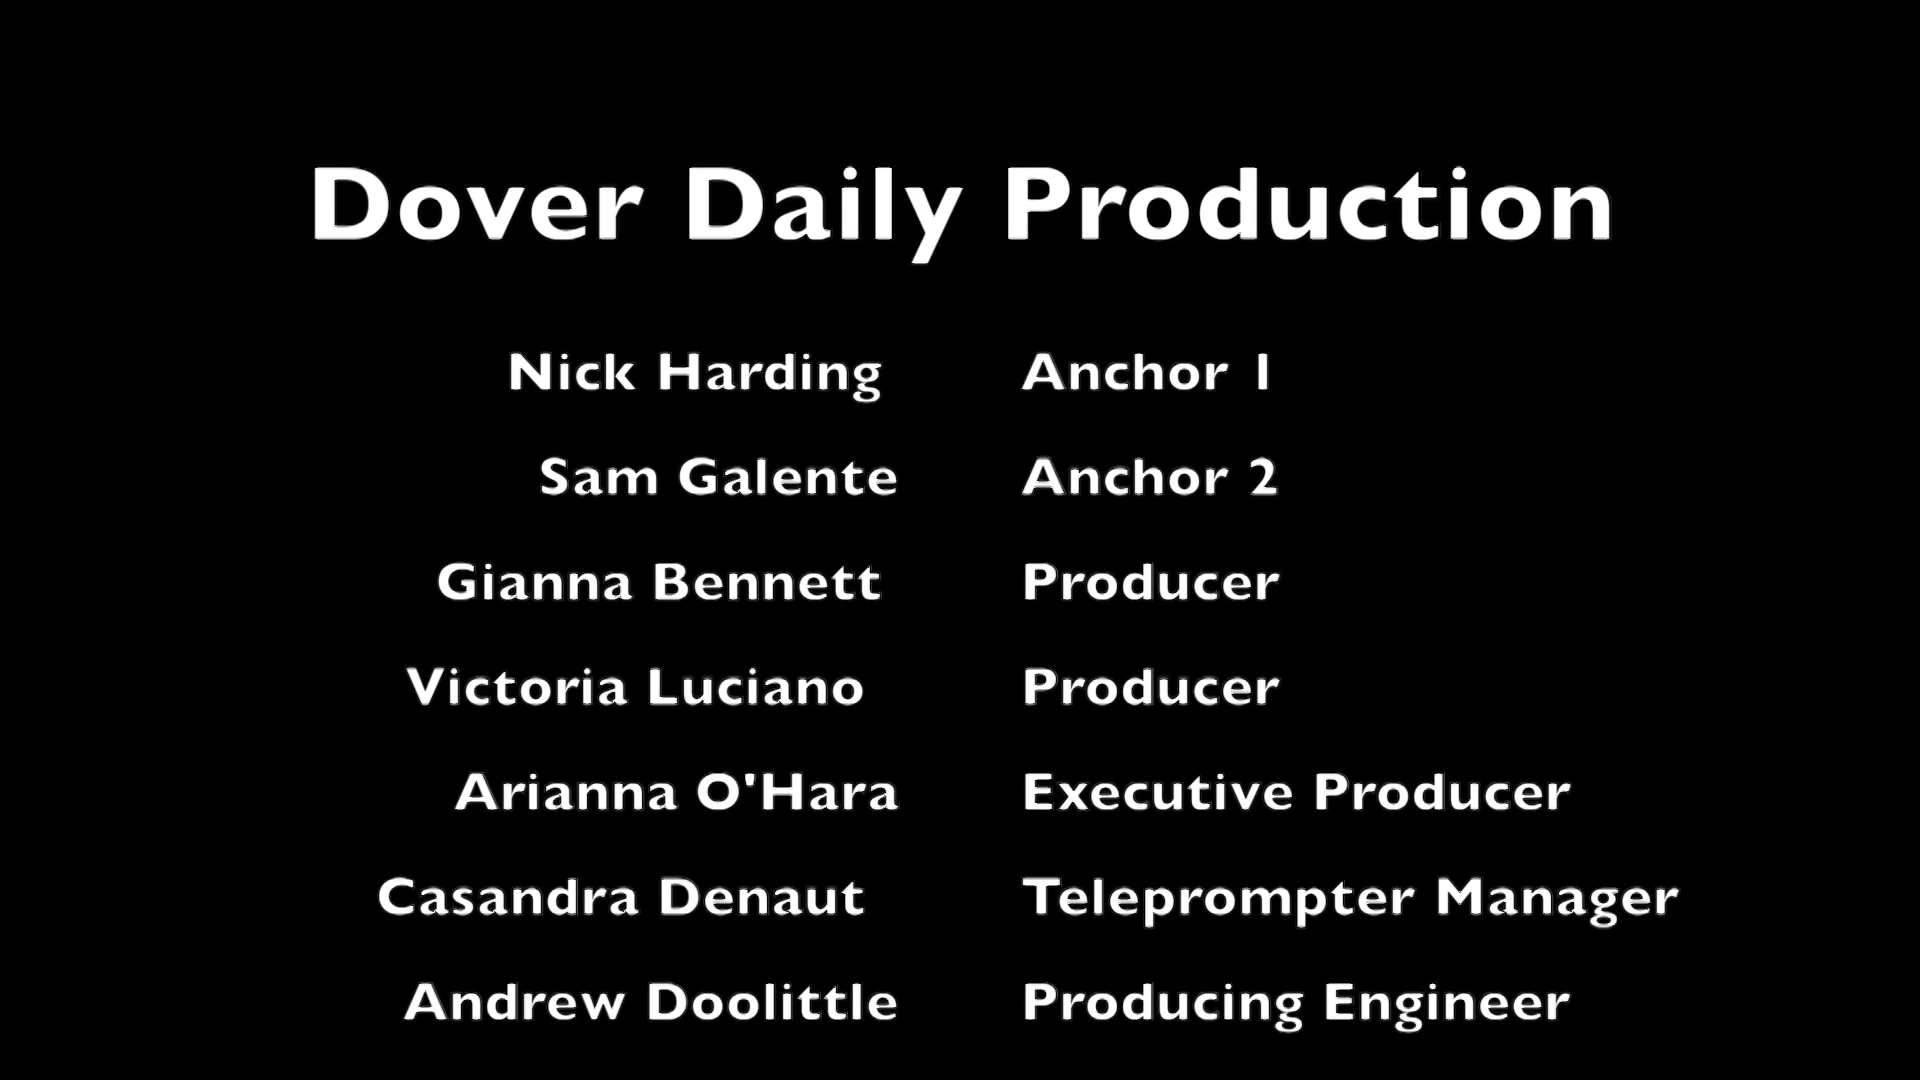 Dover Daily Production
Nick Harding Anchor 1
Sam Galente Anchor 2
Gianna Bennett Producer
Victoria Luciano Producer
Arianna O'Hara Executive Producer
Casandra Denaut Teleprompter Manager
Andrew Doolittle Producing Engineer